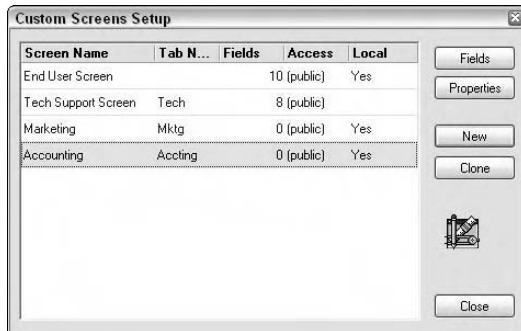 Custom Screens Setup
Screen Name Tab N... Fields Access Local
End User Screen 10 (public) Yes
Tech Support Screen Tech 8 (public)
Marketing Mktg 0 (public) Yes
Accounting Accting 0 (public) Yes
Fields
Properties
New
Clone
Close